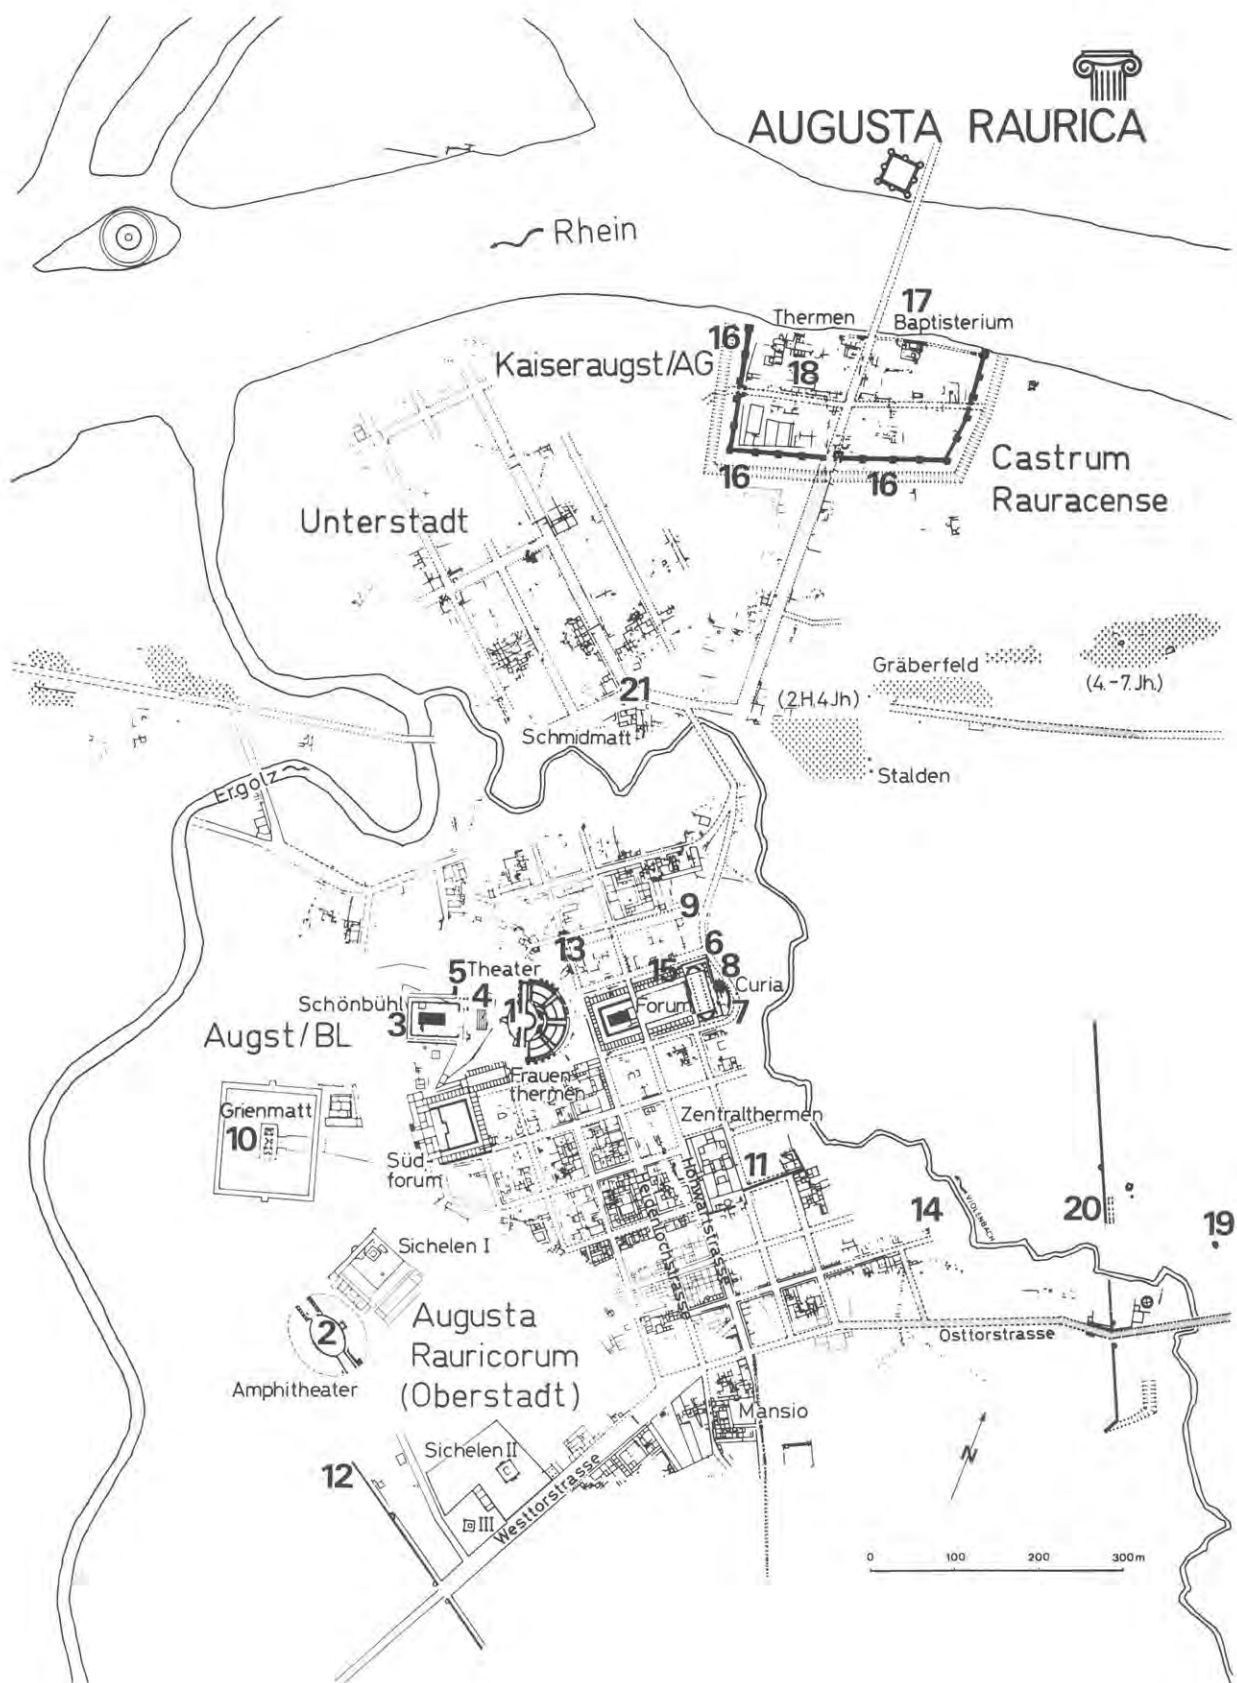 AUGUSTA RAURICA
Rhein
17
Thermen
Baptisterium
16
Kaiseraugst/AG
18
Castrum
Rauracense
16
16
Unterstadt
Gräberfeld
(4.-7.Jh.)
21
(2.H.4.Jh)
Schmidmatt
Stalden
Ergolz
9
13
6
5
Theater
15
8
Schönbühl
4
1
Forum
Curia
3
7
Augst/BL
Frauen-
thermen
Grienmatt
Zentralthermen
10
Süd-
forum
11
Hohwartstrasse
Heidenlochstrasse
14
VIOLENBACH
20
19
Sichelen I
2
Augusta
Rauricorum
(Oberstadt)
Osttorstrasse
Amphitheater
Mansio
Sichelen II
12
III
Westtorstrasse
N
0 100 200 300m